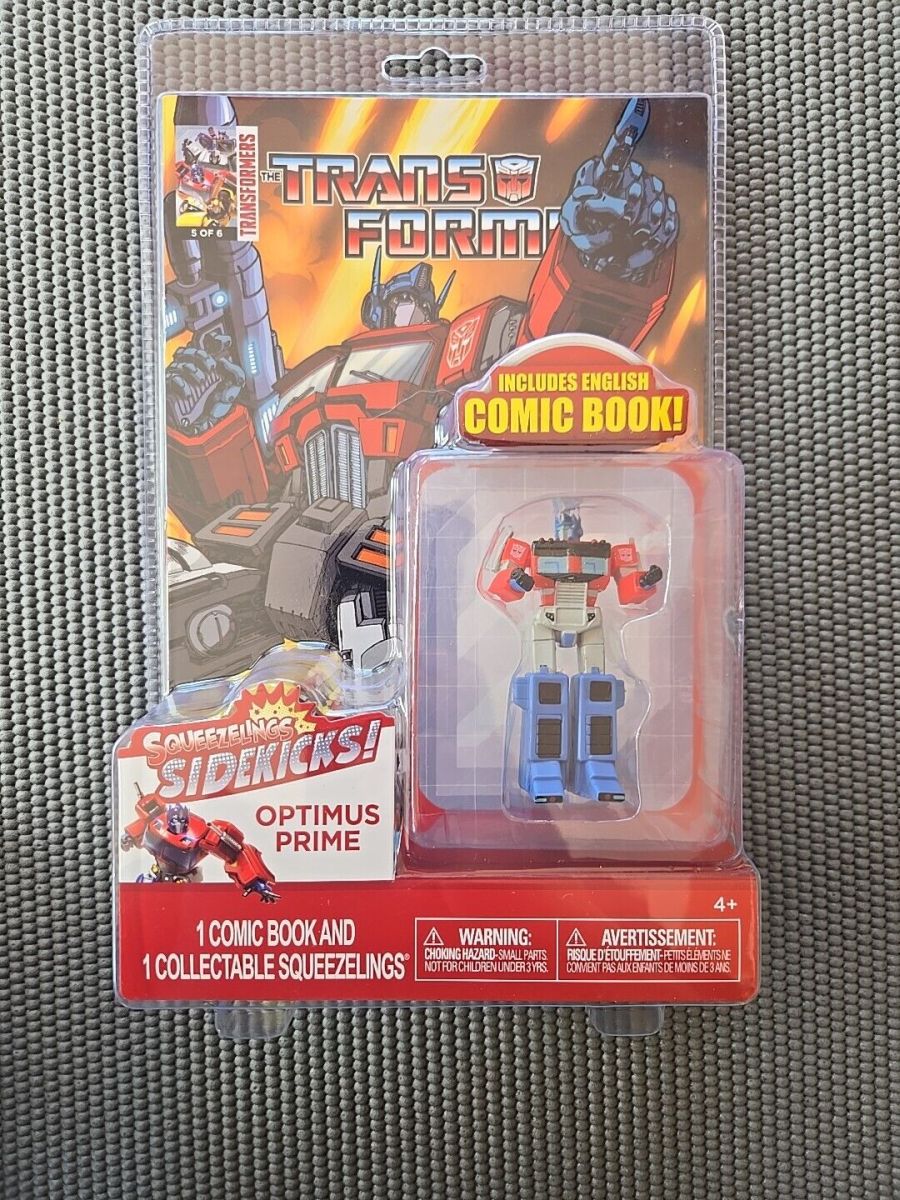 TRANSFORMERS
5 OF 6
THE TRANS
FORM
INCLUDES ENGLISH
COMIC BOOK!
SQUEEZELINGS
SIDEKICKS!
OPTIMUS
PRIME
4+
1 COMIC BOOK AND
1 COLLECTABLE SQUEEZELINGS®
WARNING:
CHOKING HAZARD-SMALL PARTS.
NOT FOR CHILDREN UNDER 3 YRS.
AVERTISSEMENT:
RISQUE D'ÉTOUFFEMENT-PETITS ÉLÉMENTS NE
CONVIENT PAS AUX ENFANTS DE MOINS DE 3 ANS.